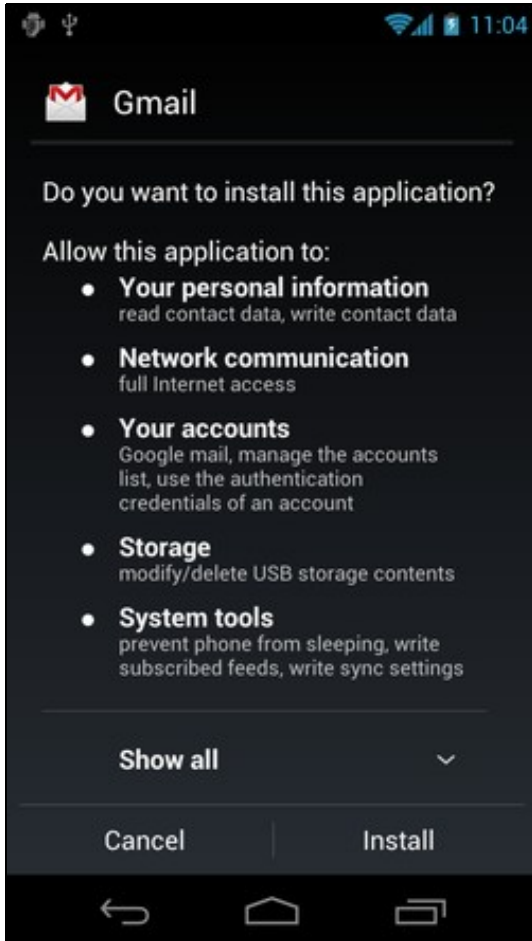 11:04
Gmail
Do you want to install this application?
Allow this application to:
Your personal information
read contact data, write contact data
Network communication
full Internet access
Your accounts
Google mail, manage the accounts
list, use the authentication
credentials of an account
Storage
modify/delete USB storage contents
System tools
prevent phone from sleeping, write
subscribed feeds, write sync settings
Show all
Cancel
Install